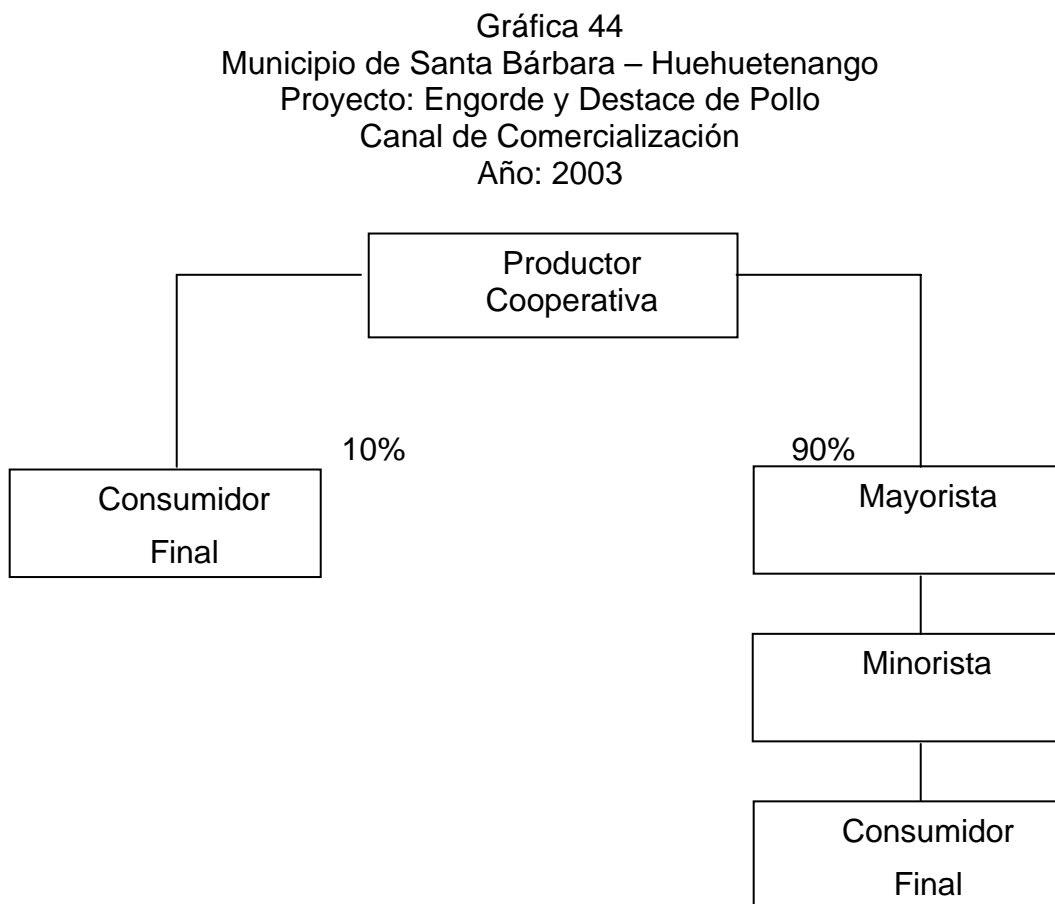 Gráfica 44
Municipio de Santa Bárbara – Huehuetenango
Proyecto: Engorde y Destace de Pollo
Canal de Comercialización
Año: 2003
Productor
Cooperativa
10%
90%
Consumidor
Final
Mayorista
Minorista
Consumidor
Final